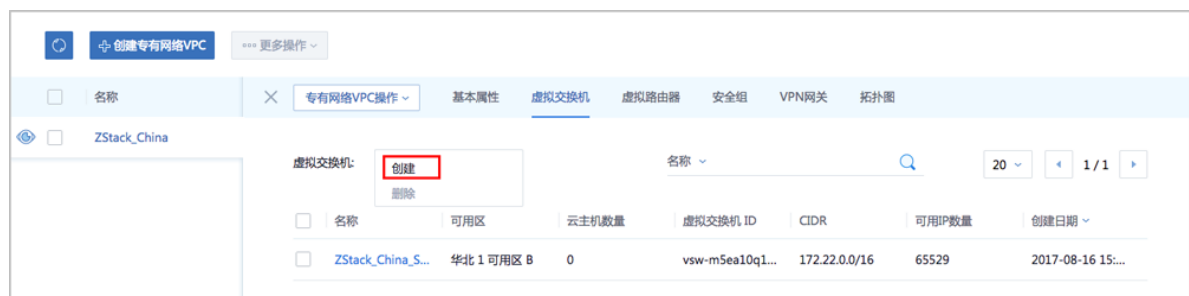 创建专有网络VPC 更多操作
名称 专有网络VPC操作 基本属性 虚拟交换机 虚拟路由器 安全组 VPN网关 拓扑图
ZStack_China
虚拟交换机: 创建 名称 20 1 / 1
删除
名称 可用区 云主机数量 虚拟交换机 ID CIDR 可用IP数量 创建日期
ZStack_China_S... 华北 1 可用区 B 0 vsw-m5ea10q1... 172.22.0.0/16 65529 2017-08-16 15:...